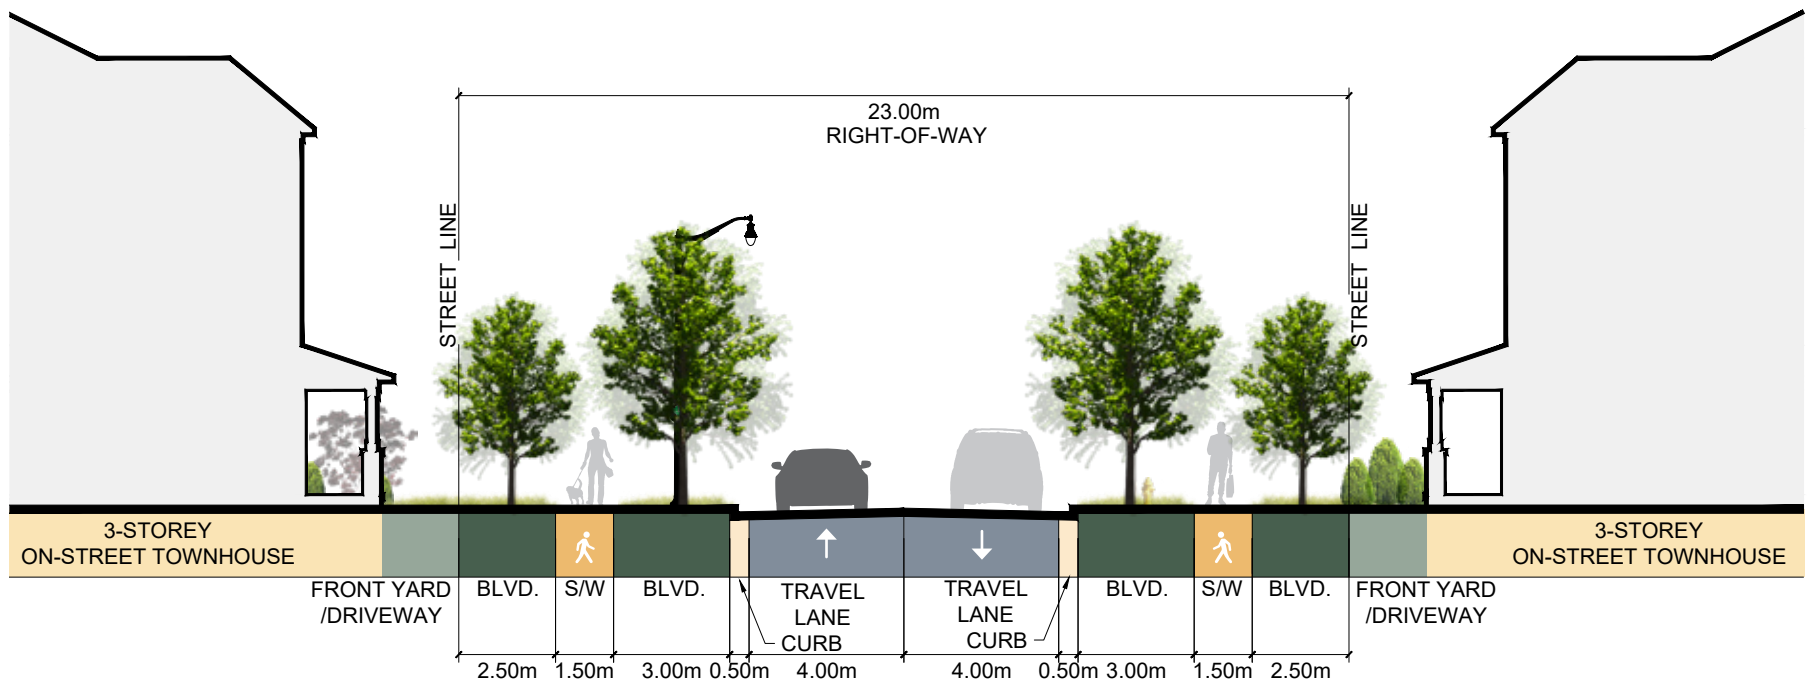 23.00m
RIGHT-OF-WAY
STREET LINE
STREET LINE
3-STOREY
ON-STREET TOWNHOUSE
3-STOREY
ON-STREET TOWNHOUSE
FRONT YARD
/DRIVEWAY
BLVD.
S/W
BLVD.
TRAVEL
LANE
CURB
TRAVEL
LANE
CURB
BLVD.
S/W
BLVD.
FRONT YARD
/DRIVEWAY
2.50m
1.50m
3.00m
0.50m
4.00m
4.00m
0.50m
3.00m
1.50m
2.50m